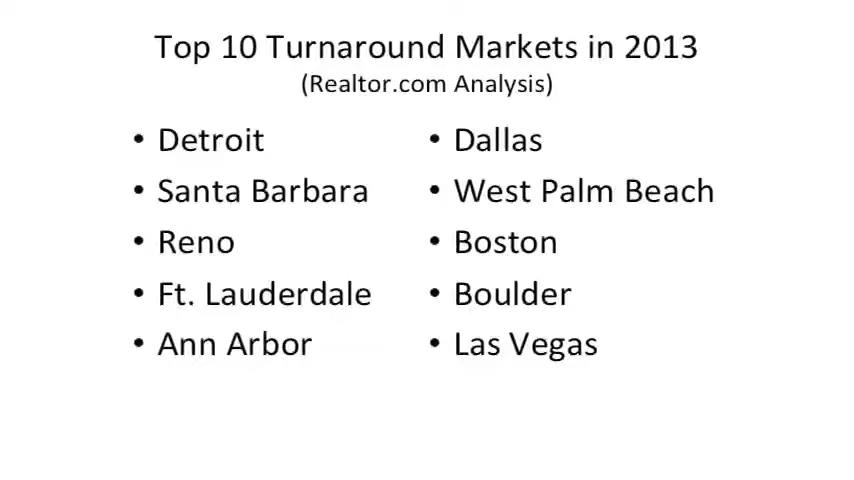 Top 10 Turnaround Markets in 2013
(Realtor.com Analysis)
• Detroit
• Santa Barbara
• Reno
• Ft. Lauderdale
• Ann Arbor
• Dallas
• West Palm Beach
• Boston
• Boulder
• Las Vegas